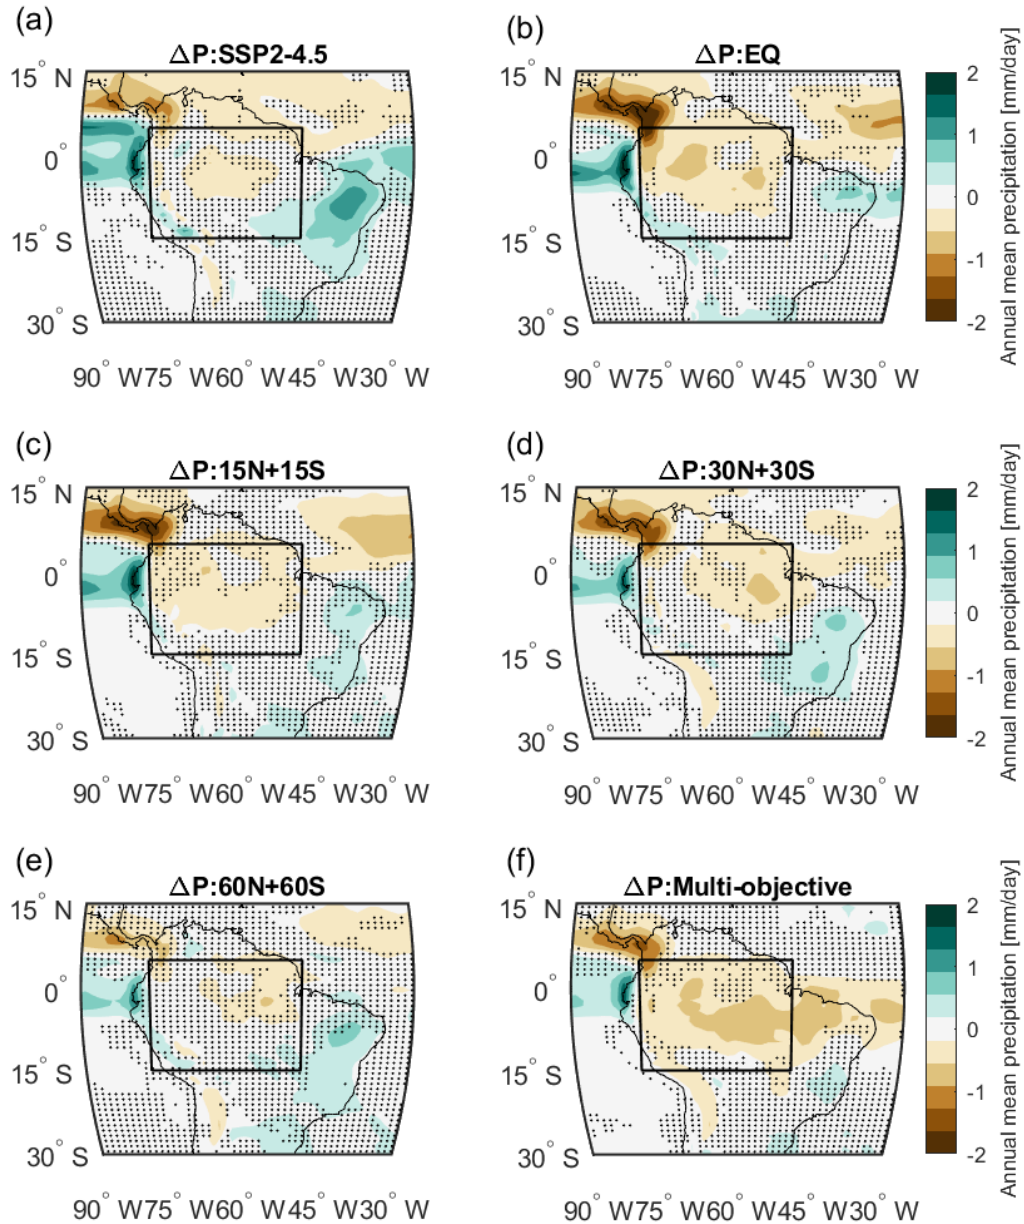 (a)
ΔP:SSP2-4.5
15° N
0°
15° S
30° S
90° W75° W60° W45° W30° W
(b)
ΔP:EQ
15° N
0°
15° S
30° S
90° W75° W60° W45° W30° W
2
1
0
-1
-2
Annual mean precipitation [mm/day]
(c)
ΔP:15N+15S
15° N
0°
15° S
30° S
90° W75° W60° W45° W30° W
(d)
ΔP:30N+30S
15° N
0°
15° S
30° S
90° W75° W60° W45° W30° W
2
1
0
-1
-2
Annual mean precipitation [mm/day]
(e)
ΔP:60N+60S
15° N
0°
15° S
30° S
90° W75° W60° W45° W30° W
(f)
ΔP:Multi-objective
15° N
0°
15° S
30° S
90° W75° W60° W45° W30° W
2
1
0
-1
-2
Annual mean precipitation [mm/day]